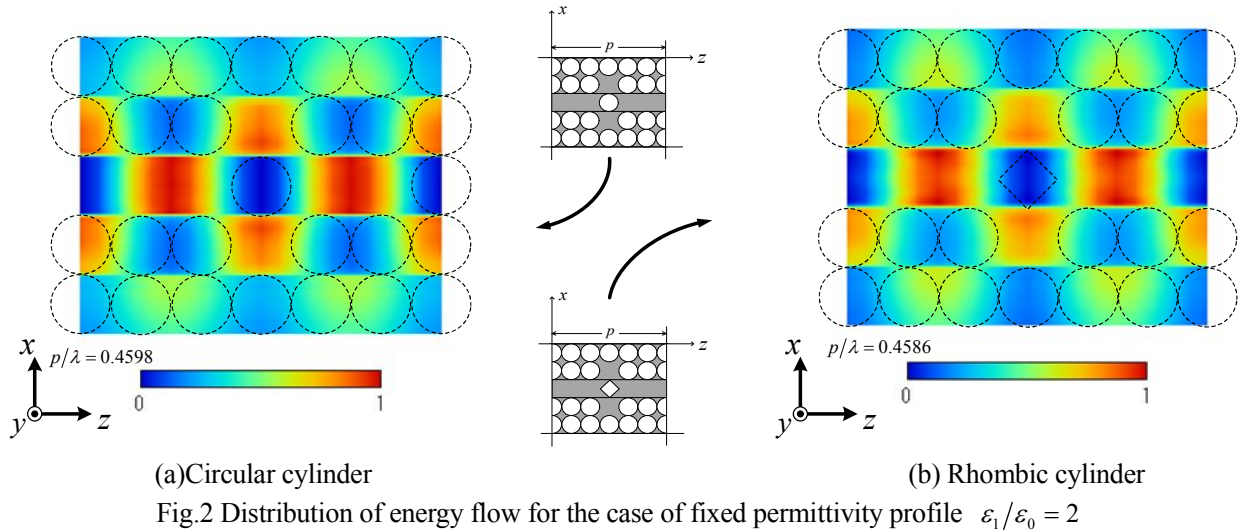 x
p
z
p/λ = 0.4598
x
y
z
0
1
x
p
z
p/λ = 0.4586
x
y
z
0
1
(a)Circular cylinder
(b) Rhombic cylinder
Fig.2 Distribution of energy flow for the case of fixed permittivity profile ε₁/ε₀ = 2